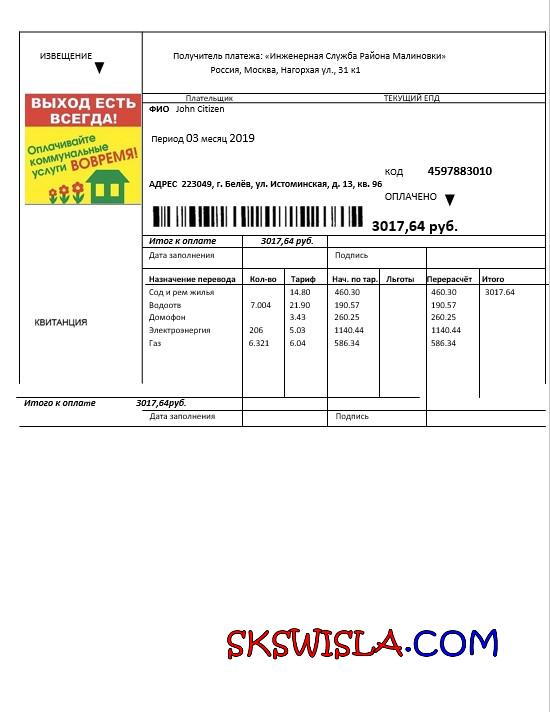 ИЗВЕЩЕНИЕ
Получитель платежа: «Инженерная Служба Района Малиновки»
Россия, Москва, Нагорхая ул., 31 к1
Плательщик ТЕКУЩИЙ ЕПД
ВЫХОД ЕСТЬ
ВСЕГДА!
ФИО John Citizen
Оплачивайте
коммунальные
услуги ВОВРЕМЯ!
Период 03 месяц 2019
КОД 4597883010
АДРЕС 223049, г. Белёв, ул. Истоминская, д. 13, кв. 96
ОПЛАЧЕНО
3017,64 руб.
Итог к оплате 3017,64 руб.
Дата заполнения Подпись
Назначение перевода Кол-во Тариф Нач. по тар. Льготы Перерасчёт Итого
Сод и рем жилья 14.80 460.30 460.30 3017.64
Водоотв 7.004 21.90 190.57 190.57
Домофон 3.43 260.25 260.25
Электроэнергия 206 5.03 1140.44 1140.44
Газ 6.321 6.04 586.34 586.34
КВИТАНЦИЯ
Итого к оплате 3017,64руб.
Дата заполнения Подпись
SKSWISLA.COM